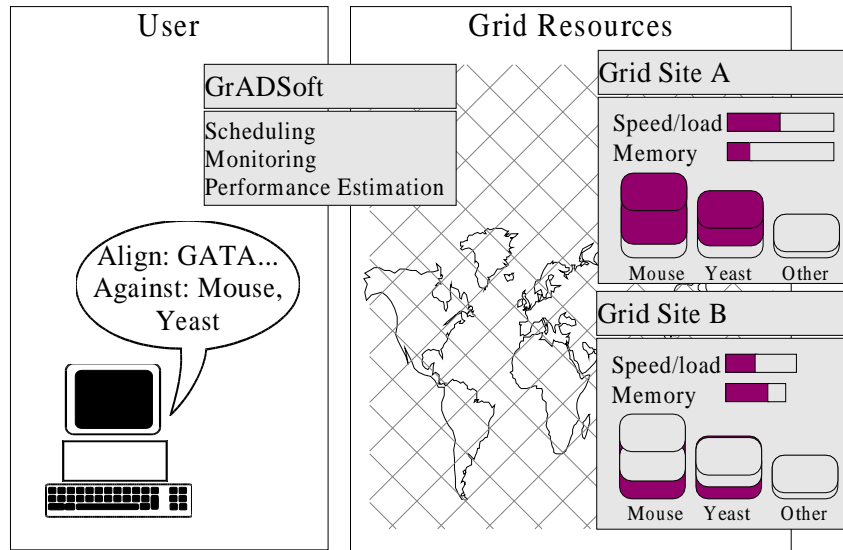 User
Grid Resources
GrADSoft
Scheduling
Monitoring
Performance Estimation
Align: GATA...
Against: Mouse,
Yeast
Grid Site A
Speed/load
Memory
Mouse Yeast Other
Grid Site B
Speed/load
Memory
Mouse Yeast Other